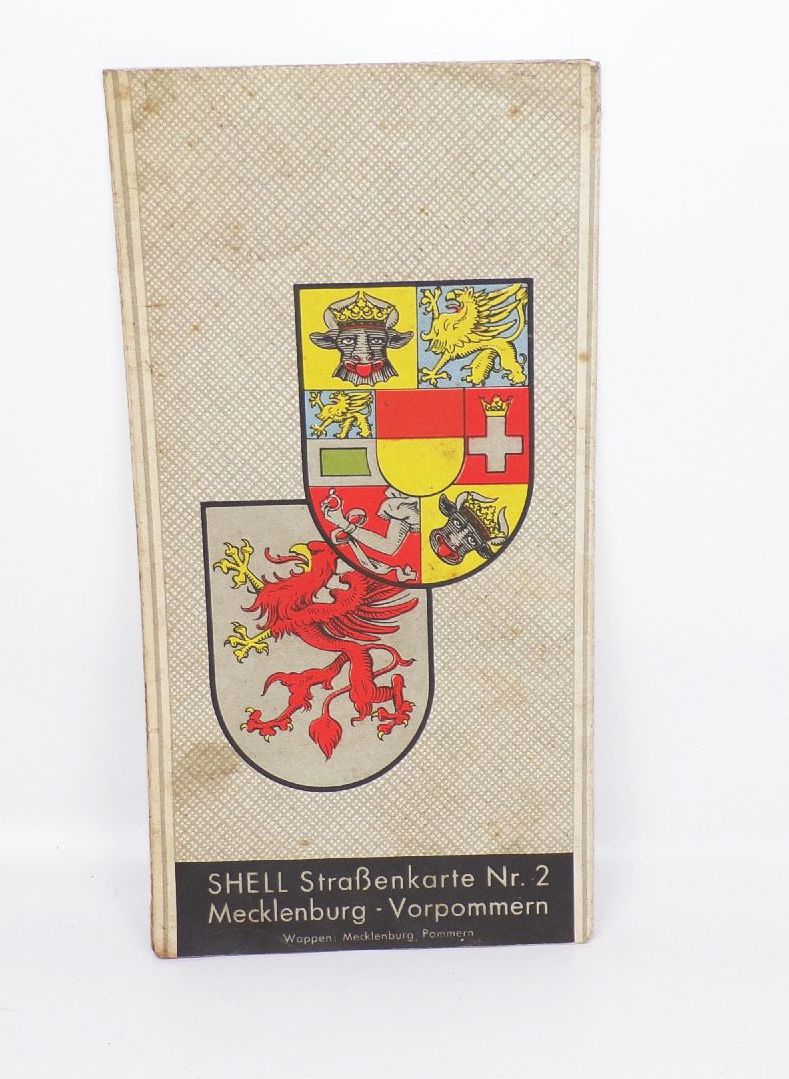 SHELL Straßenkarte Nr. 2
Mecklenburg - Vorpommern
Wappen: Mecklenburg, Pommern